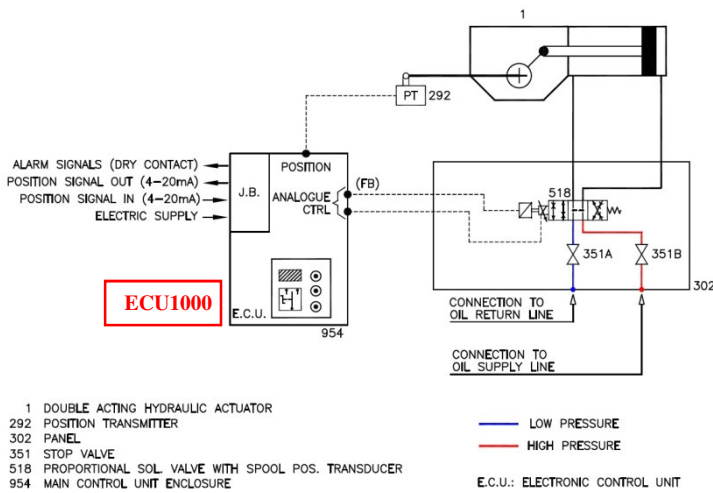 1
PT 292
ALARM SIGNALS (DRY CONTACT)
POSITION SIGNAL OUT (4-20mA)
POSITION SIGNAL IN (4-20mA)
ELECTRIC SUPPLY
J.B.
POSITION
ANALOGUE
CTRL
(FB)
518
351A
351B
302
ECU1000
E.C.U.
954
CONNECTION TO
OIL RETURN LINE
CONNECTION TO
OIL SUPPLY LINE
1 DOUBLE ACTING HYDRAULIC ACTUATOR
292 POSITION TRANSMITTER
302 PANEL
351 STOP VALVE
518 PROPORTIONAL SOL. VALVE WITH SPOOL POS. TRANSDUCER
954 MAIN CONTROL UNIT ENCLOSURE
LOW PRESSURE
HIGH PRESSURE
E.C.U.: ELECTRONIC CONTROL UNIT